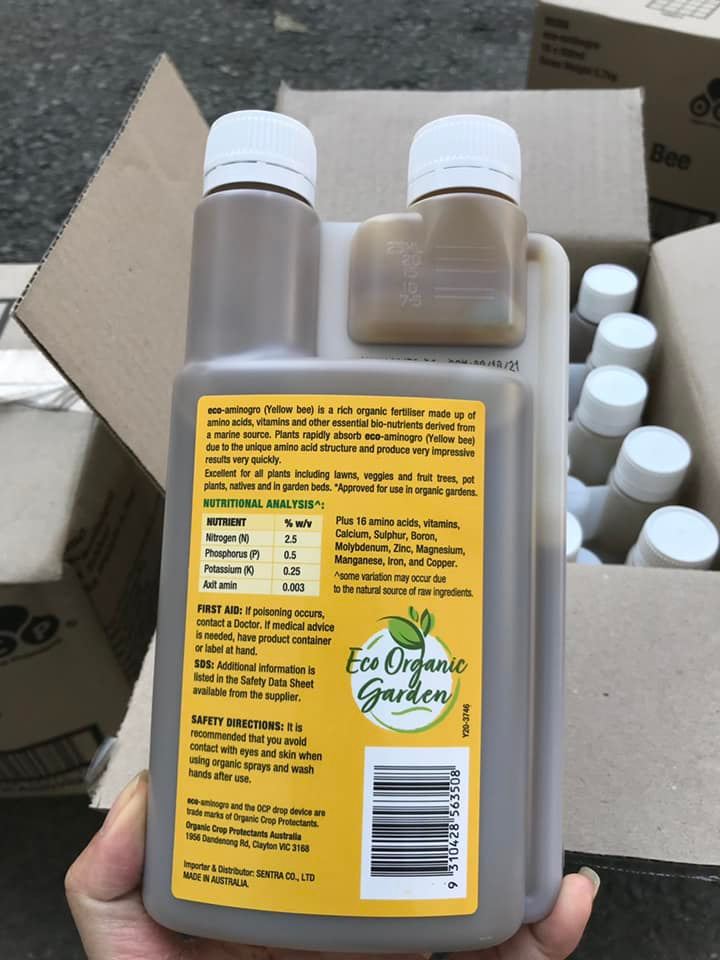 eco-aminogro
Bee
25ML
20
15
10
7.5
eco-aminogro (Yellow bee) is a rich organic fertiliser made up of
amino acids, vitamins and other essential bio-nutrients derived from
a marine source. Plants rapidly absorb eco-aminogro (Yellow bee)
due to the unique amino acid structure and produce very impressive
results very quickly.
Excellent for all plants including lawns, veggies and fruit trees, pot
plants, natives and in garden beds. *Approved for use in organic gardens.
NUTRITIONAL ANALYSIS^:
NUTRIENT % w/v
Nitrogen (N) 2.5
Phosphorus (P) 0.5
Potassium (K) 0.25
Axit amin 0.003
Plus 16 amino acids, vitamins,
Calcium, Sulphur, Boron,
Molybdenum, Zinc, Magnesium,
Manganese, Iron, and Copper.
^some variation may occur due
to the natural source of raw ingredients.
FIRST AID: If poisoning occurs,
contact a Doctor. If medical advice
is needed, have product container
or label at hand.
SDS: Additional information is
listed in the Safety Data Sheet
available from the supplier.
SAFETY DIRECTIONS: It is
recommended that you avoid
contact with eyes and skin when
using organic sprays and wash
hands after use.
eco-aminogro and the OCP drop device are
trade marks of Organic Crop Protectants.
Organic Crop Protectants Australia
1956 Dandenong Rd, Clayton VIC 3168
Importer & Distributor: SENTRA CO., LTD
MADE IN AUSTRALIA.
Eco Organic
Garden
Y20-3746
9 310428 563508